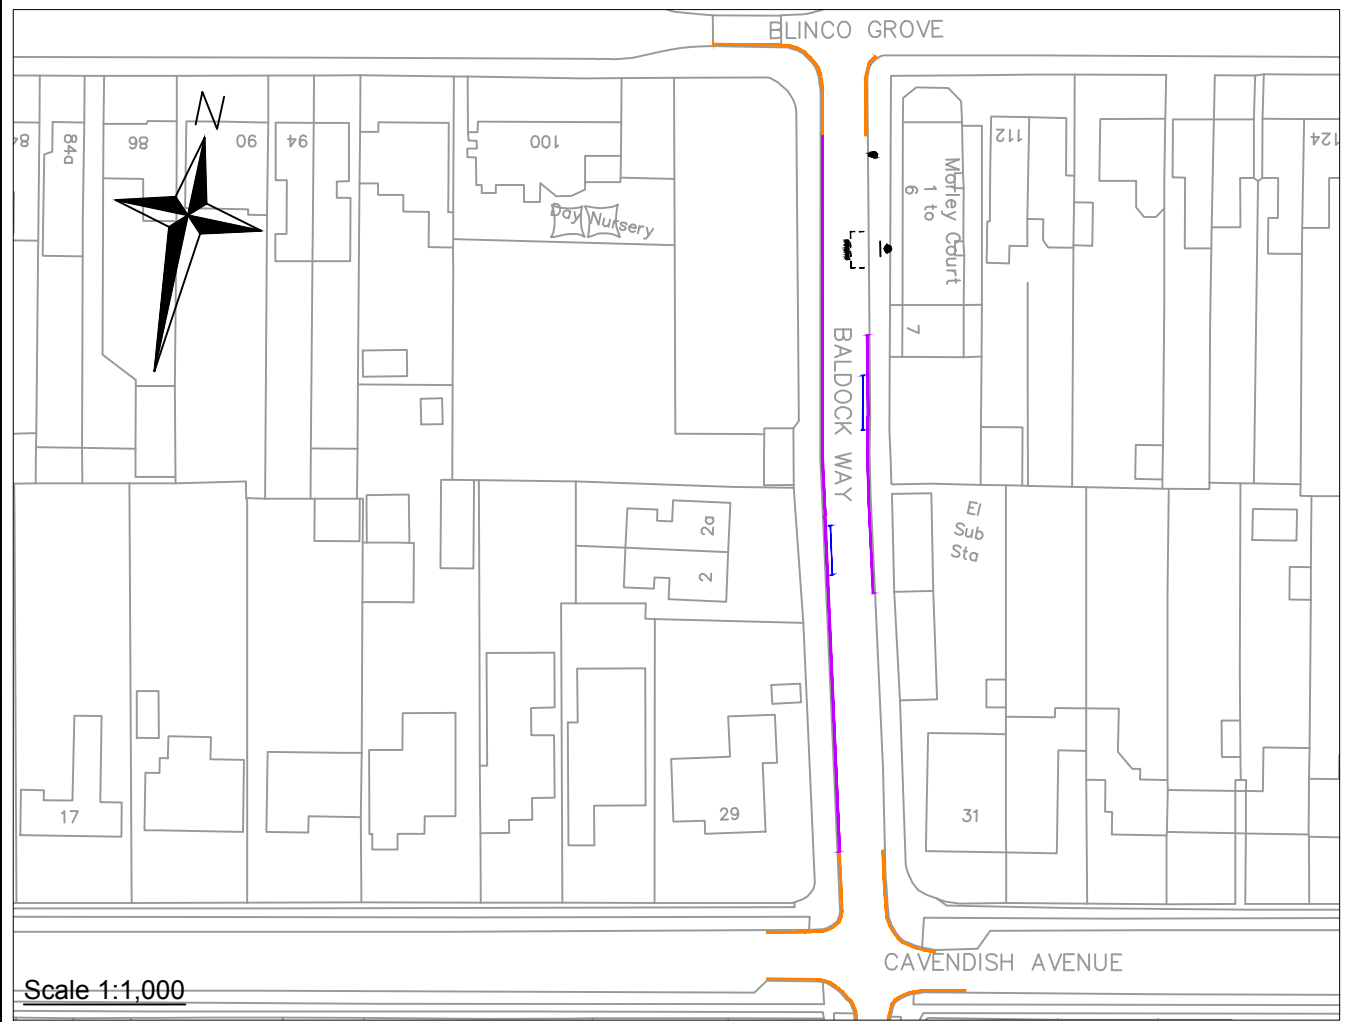 BLINCO GROVE
N
84
84a
86
90
94
100
Day Nursery
Morley Court
1 to
6
7
112
124
BALDOCK WAY
El
Sub
Sta
2a
2
17
29
31
CAVENDISH AVENUE
Scale 1:1,000